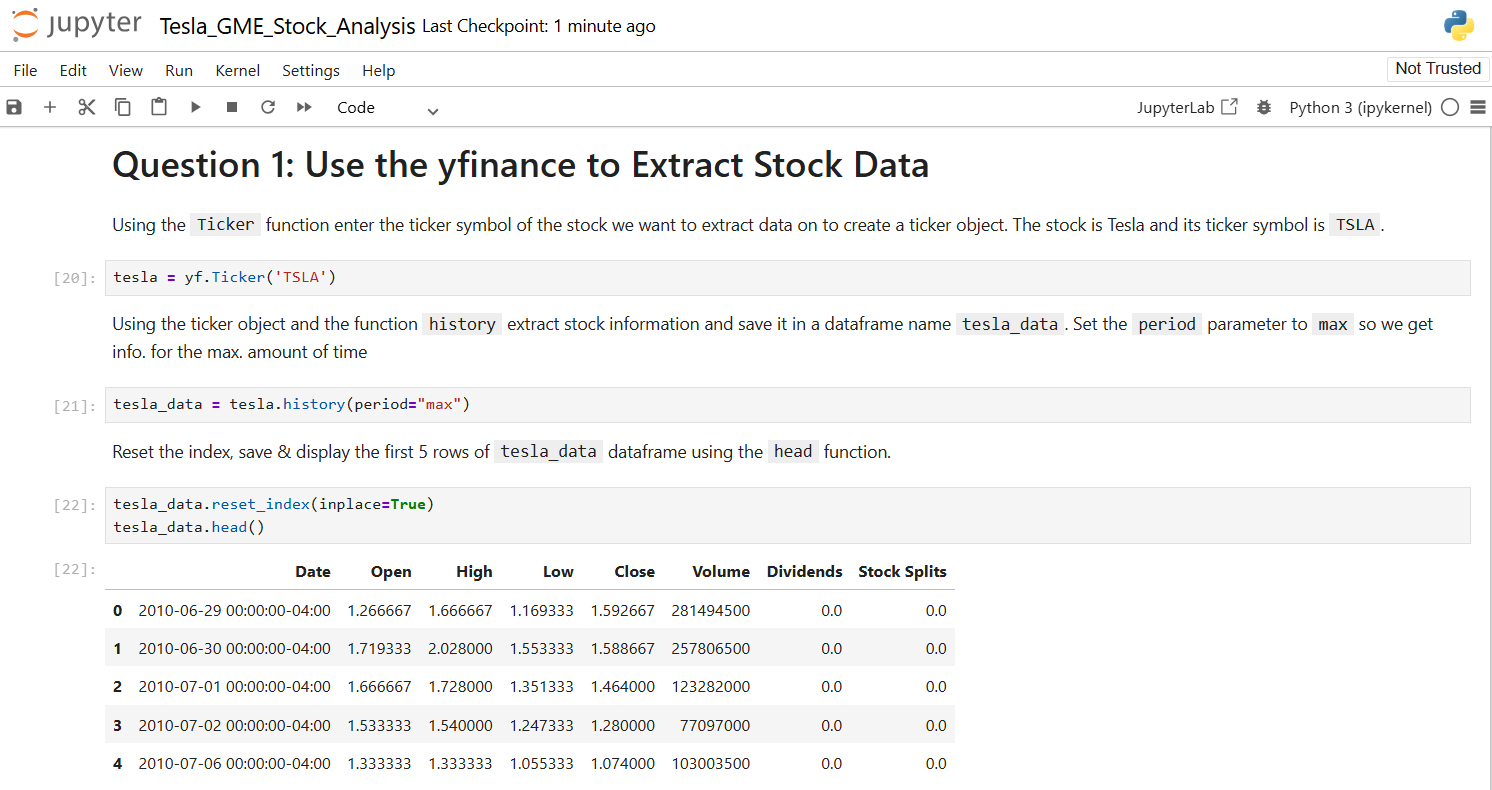 jupyter Tesla_GME_Stock_Analysis Last Checkpoint: 1 minute ago
File Edit View Run Kernel Settings Help Not Trusted
Code JupyterLab Python 3 (ipykernel)
Question 1: Use the yfinance to Extract Stock Data
Using the Ticker function enter the ticker symbol of the stock we want to extract data on to create a ticker object. The stock is Tesla and its ticker symbol is TSLA.
[20]: tesla = yf.Ticker('TSLA')
Using the ticker object and the function history extract stock information and save it in a dataframe name tesla_data. Set the period parameter to max so we get
info. for the max. amount of time
[21]: tesla_data = tesla.history(period="max")
Reset the index, save & display the first 5 rows of tesla_data dataframe using the head function.
[22]: tesla_data.reset_index(inplace=True)
tesla_data.head()
[22]: Date Open High Low Close Volume Dividends Stock Splits
0 2010-06-29 00:00:00-04:00 1.266667 1.666667 1.169333 1.592667 281494500 0.0 0.0
1 2010-06-30 00:00:00-04:00 1.719333 2.028000 1.553333 1.588667 257806500 0.0 0.0
2 2010-07-01 00:00:00-04:00 1.666667 1.728000 1.351333 1.464000 123282000 0.0 0.0
3 2010-07-02 00:00:00-04:00 1.533333 1.540000 1.247333 1.280000 77097000 0.0 0.0
4 2010-07-06 00:00:00-04:00 1.333333 1.333333 1.055333 1.074000 103003500 0.0 0.0